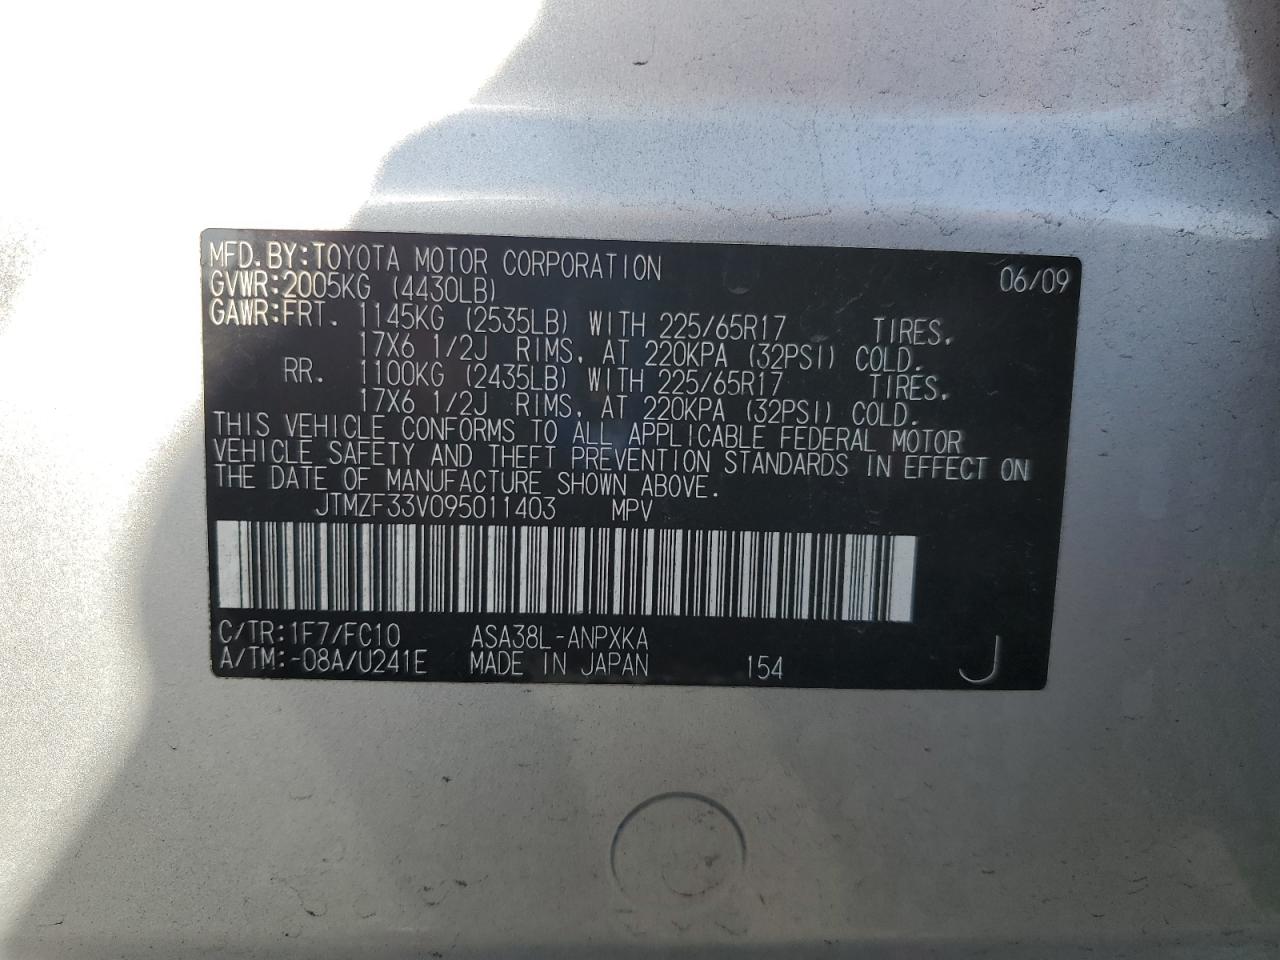 MFD. BY: TOYOTA MOTOR CORPORATION 06/09
GVWR: 2005KG (4430LB)
GAWR: FRT. 1145KG (2535LB) WITH 225/65R17 TIRES,
17X6 1/2J RIMS, AT 220KPA (32PSI) COLD.
RR. 1100KG (2435LB) WITH 225/65R17 TIRES,
17X6 1/2J RIMS, AT 220KPA (32PSI) COLD.
THIS VEHICLE CONFORMS TO ALL APPLICABLE FEDERAL MOTOR
VEHICLE SAFETY AND THEFT PREVENTION STANDARDS IN EFFECT ON
THE DATE OF MANUFACTURE SHOWN ABOVE.
JTMZF33V095011403 MPV
C/TR: 1F7/FC10 ASA38L-ANPXKA
A/TM: -08A/U241E MADE IN JAPAN 154 J